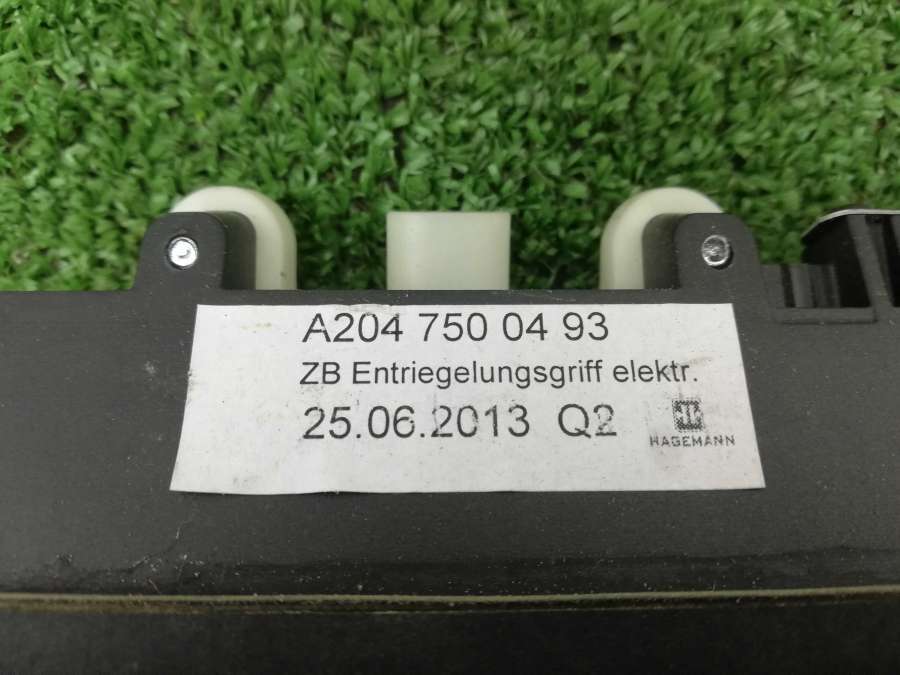 A204 750 04 93
ZB Entriegelungsgriff elektr.
25.06.2013 Q2
HAGEMANN